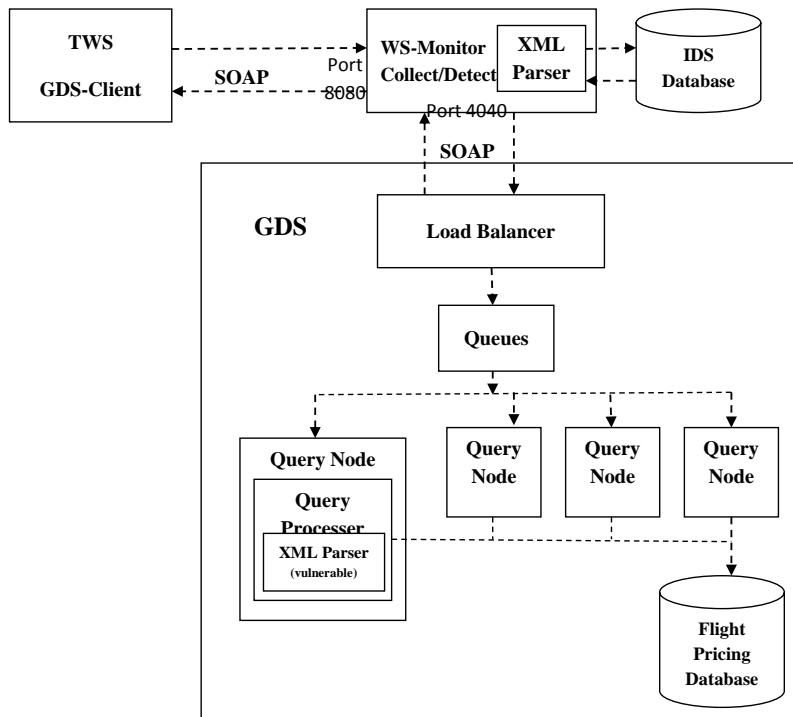 TWS
GDS-Client
SOAP
Port
8080
WS-Monitor
Collect/Detect
XML
Parser
IDS
Database
Port 4040
SOAP
GDS
Load Balancer
Queues
Query Node
Query
Processer
XML Parser
(vulnerable)
Query
Node
Query
Node
Query
Node
Flight
Pricing
Database